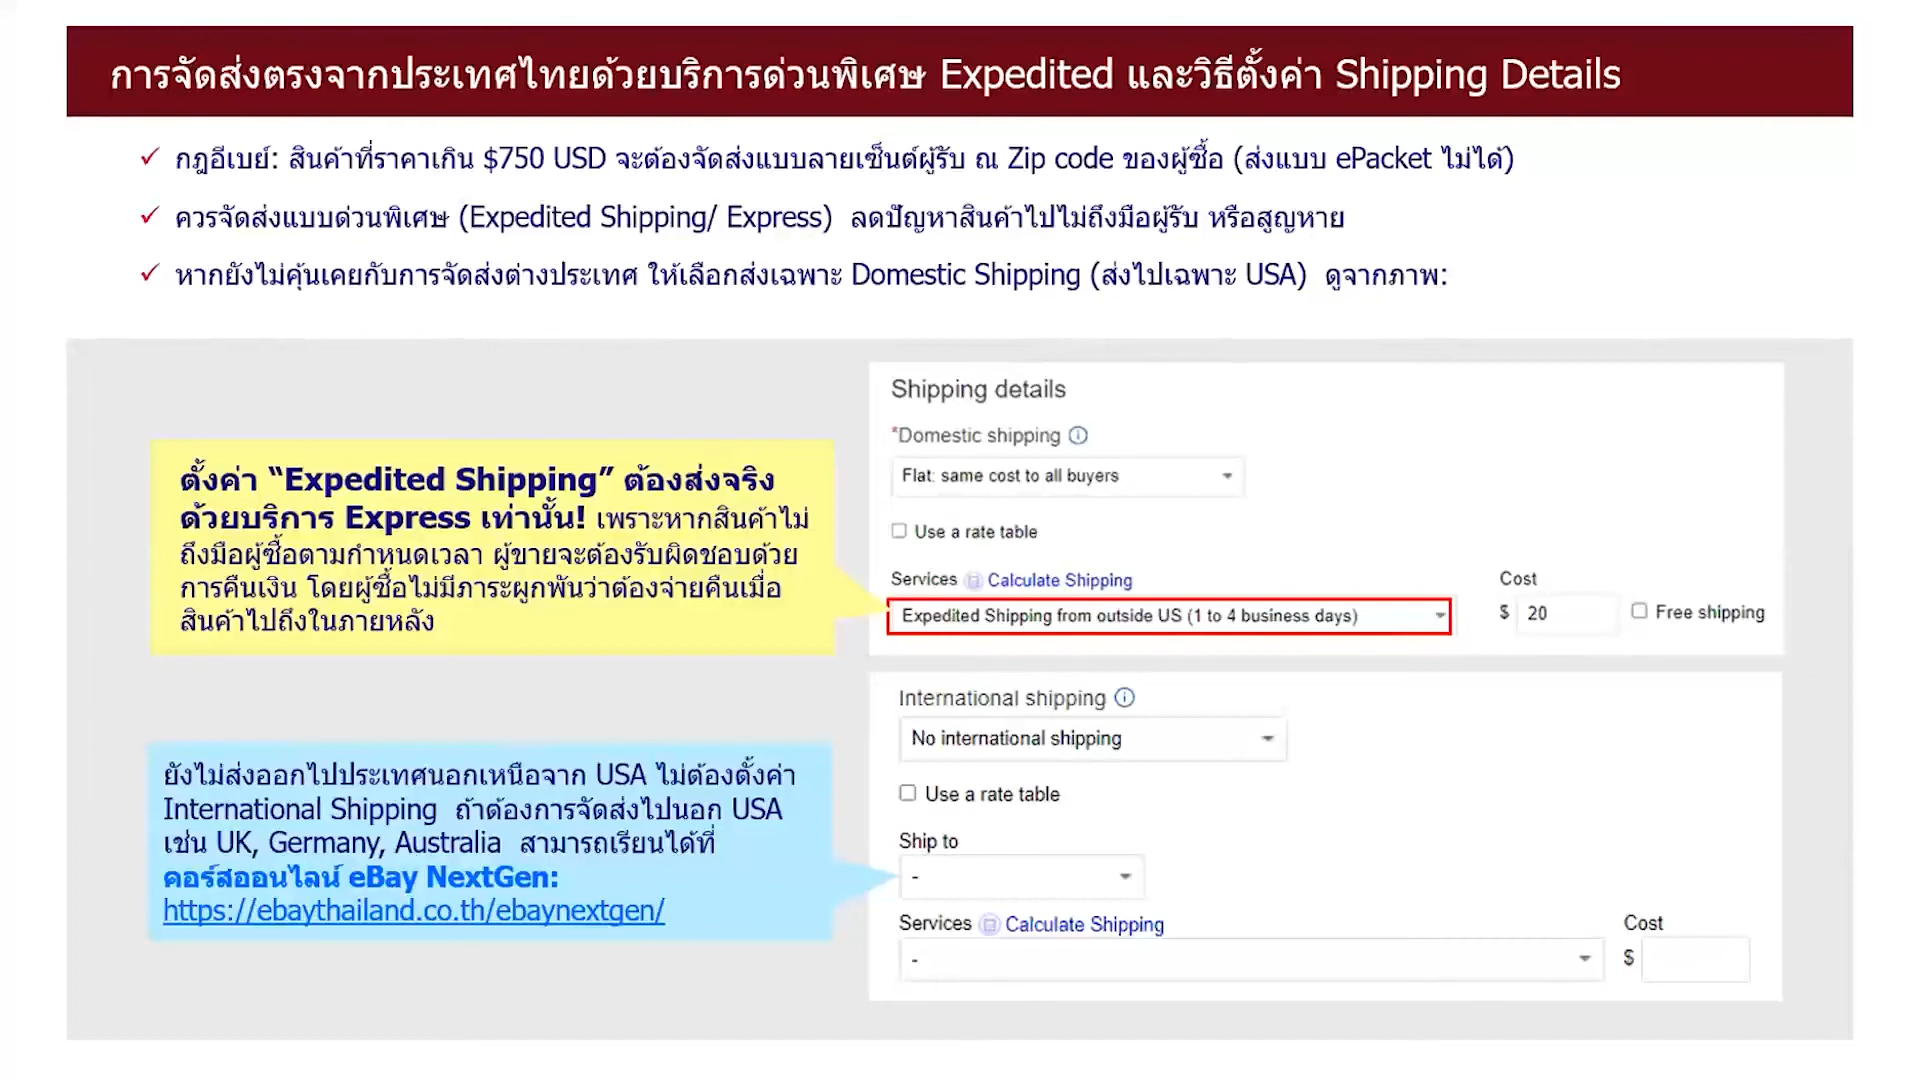 การจัดส่งตรงจากประเทศไทยด้วยบริการด่วนพิเศษ Expedited และวิธีตั้งค่า Shipping Details
✓ กฎอีเบย์: สินค้าที่ราคาเกิน $750 USD จะต้องจัดส่งแบบลายเซ็นต์ผู้รับ ณ Zip code ของผู้ซื้อ (ส่งแบบ ePacket ไม่ได้)
✓ ควรจัดส่งแบบด่วนพิเศษ (Expedited Shipping/ Express) ลดปัญหาสินค้าไปไม่ถึงมือผู้รับ หรือสูญหาย
✓ หากยังไม่คุ้นเคยกับการจัดส่งต่างประเทศ ให้เลือกส่งเฉพาะ Domestic Shipping (ส่งไปเฉพาะ USA) ดูจากภาพ:
ตั้งค่า “Expedited Shipping” ต้องส่งจริง
ด้วยบริการ Express เท่านั้น! เพราะหากสินค้าไม่
ถึงมือผู้ซื้อตามกำหนดเวลา ผู้ขายจะต้องรับผิดชอบด้วย
การคืนเงิน โดยผู้ซื้อไม่มีภาระผูกพันว่าต้องจ่ายคืนเมื่อ
สินค้าไปถึงในภายหลัง
Shipping details
*Domestic shipping
Flat: same cost to all buyers
Use a rate table
Services Calculate Shipping Cost
Expedited Shipping from outside US (1 to 4 business days) $ 20 Free shipping
ยังไม่ส่งออกไปประเทศนอกเหนือจาก USA ไม่ต้องตั้งค่า
International Shipping ถ้าต้องการจัดส่งไปนอก USA
เช่น UK, Germany, Australia สามารถเรียนได้ที่
คอร์สออนไลน์ eBay NextGen:
https://ebaythailand.co.th/ebaynextgen/
International shipping
No international shipping
Use a rate table
Ship to
-
Services Calculate Shipping Cost
- $